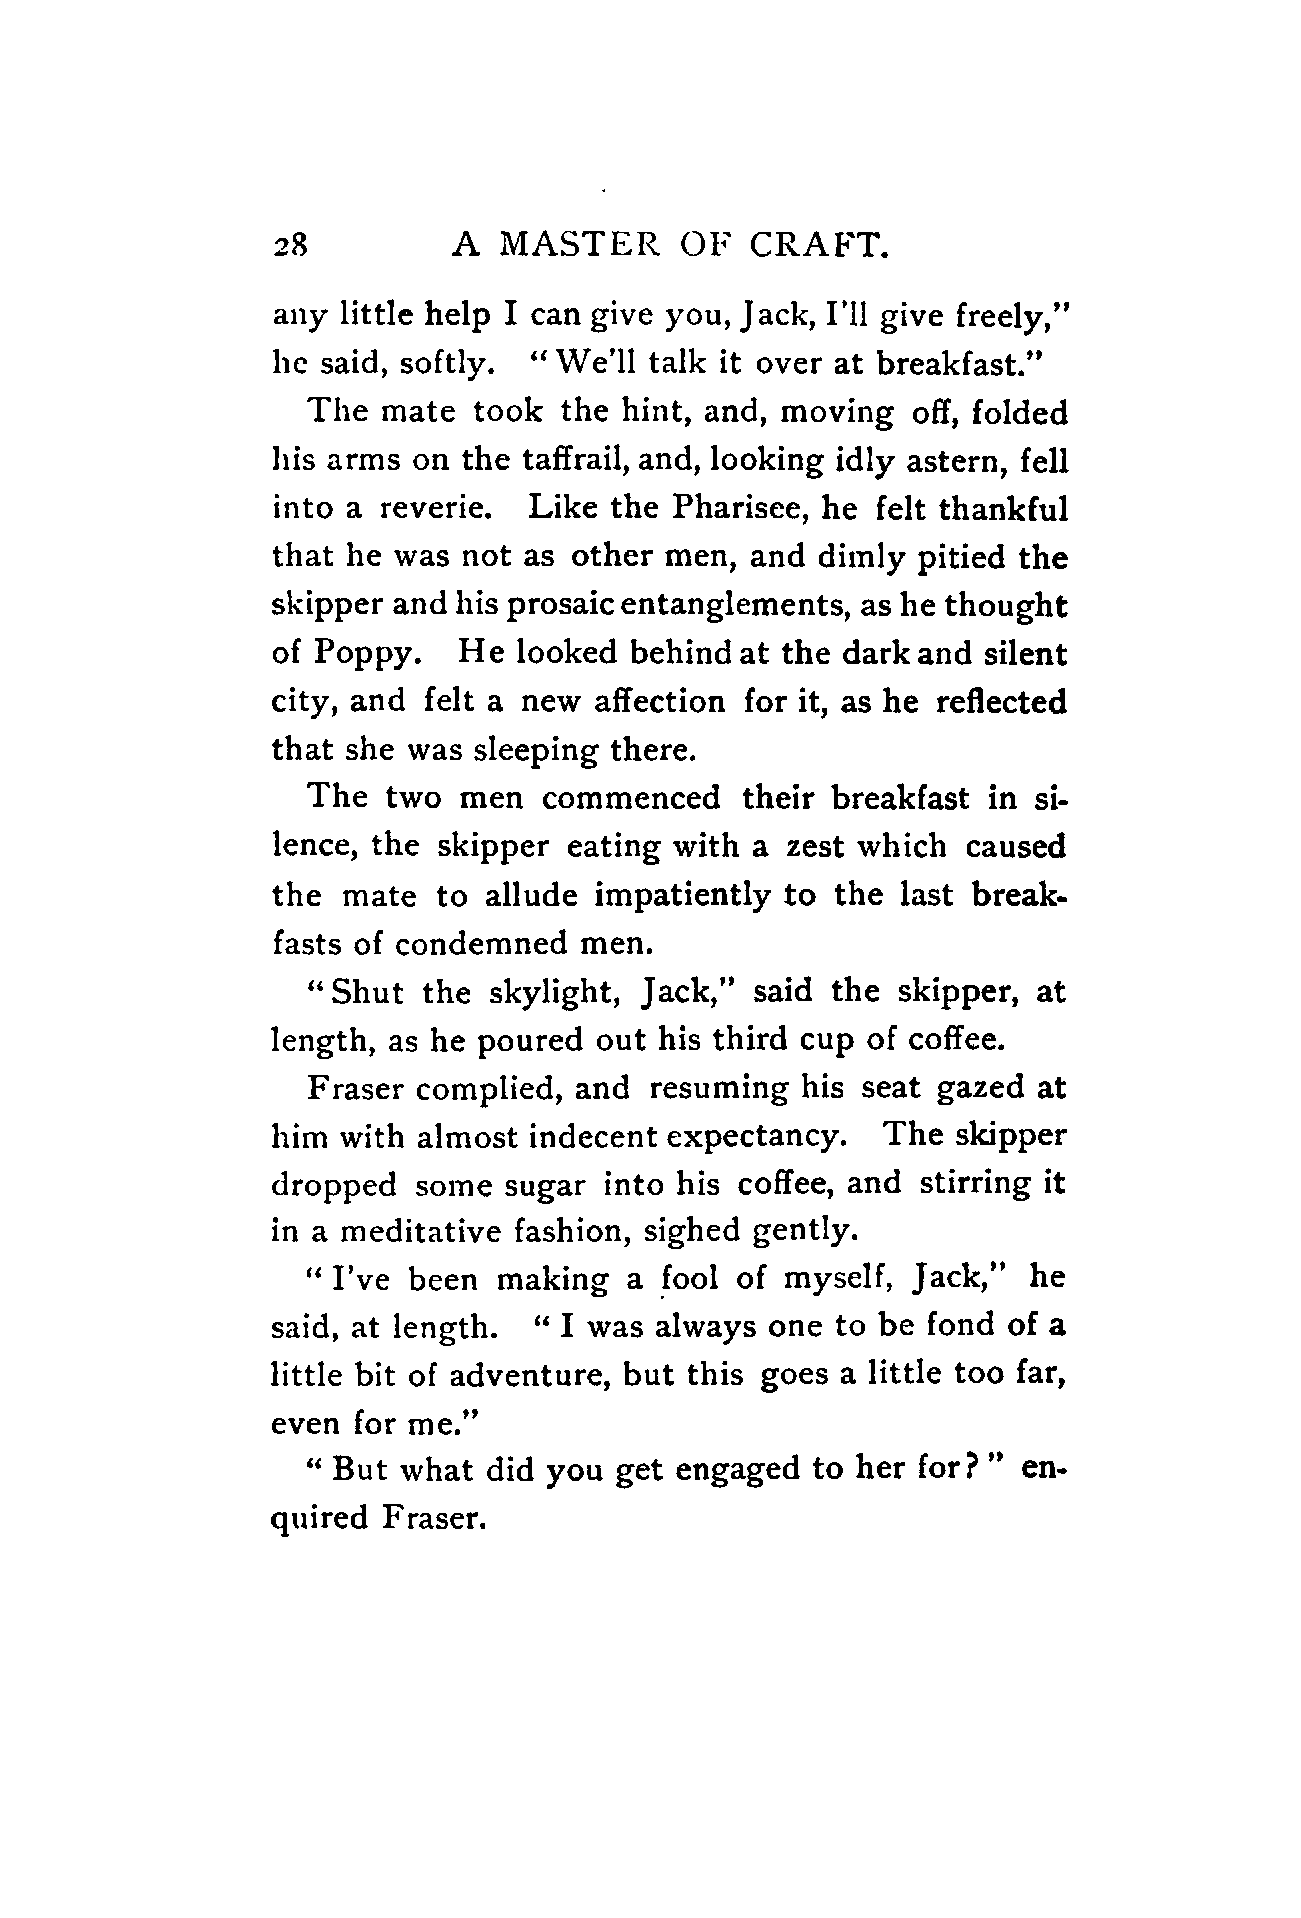 28 A MASTER OF CRAFT.
any little help I can give you, Jack, I'll give freely,"
he said, softly. "We'll talk it over at breakfast."
The mate took the hint, and, moving off, folded
his arms on the taffrail, and, looking idly astern, fell
into a reverie. Like the Pharisee, he felt thankful
that he was not as other men, and dimly pitied the
skipper and his prosaic entanglements, as he thought
of Poppy. He looked behind at the dark and silent
city, and felt a new affection for it, as he reflected
that she was sleeping there.
The two men commenced their breakfast in si-
lence, the skipper eating with a zest which caused
the mate to allude impatiently to the last break-
fasts of condemned men.
"Shut the skylight, Jack," said the skipper, at
length, as he poured out his third cup of coffee.
Fraser complied, and resuming his seat gazed at
him with almost indecent expectancy. The skipper
dropped some sugar into his coffee, and stirring it
in a meditative fashion, sighed gently.
"I've been making a fool of myself, Jack," he
said, at length. "I was always one to be fond of a
little bit of adventure, but this goes a little too far,
even for me."
"But what did you get engaged to her for?" en-
quired Fraser.